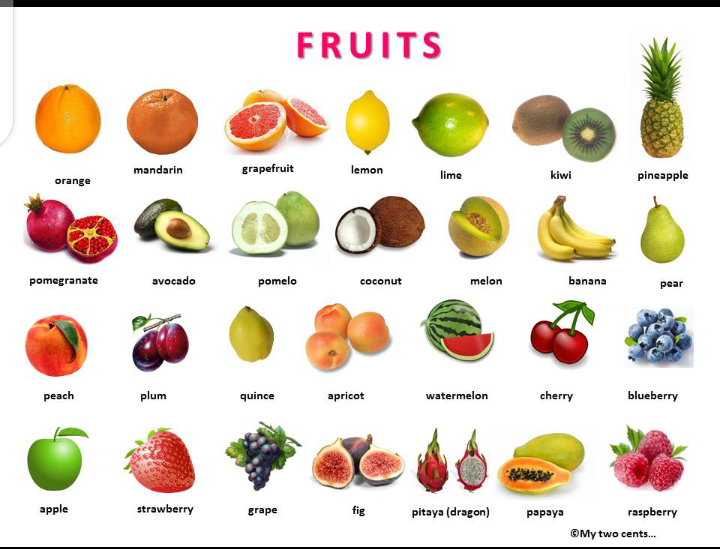 FRUITS
orange
mandarin
grapefruit
lemon
lime
kiwi
pineapple
pomegranate
avocado
pomelo
coconut
melon
banana
pear
peach
plum
quince
apricot
watermelon
cherry
blueberry
apple
strawberry
grape
fig
pitaya (dragon)
papaya
raspberry
©My two cents...